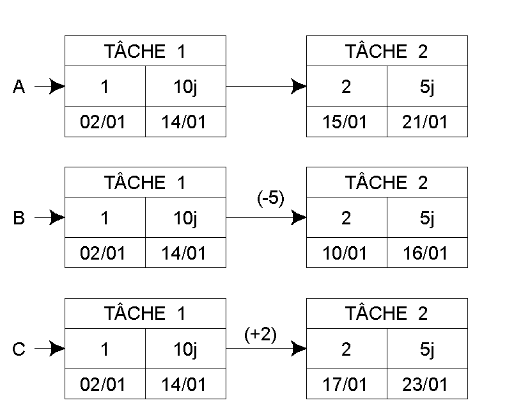 TÂCHE 1 TÂCHE 2
A 1 10j 2 5j
02/01 14/01 15/01 21/01
TÂCHE 1 TÂCHE 2
(-5)
B 1 10j 2 5j
02/01 14/01 10/01 16/01
TÂCHE 1 TÂCHE 2
(+2)
C 1 10j 2 5j
02/01 14/01 17/01 23/01